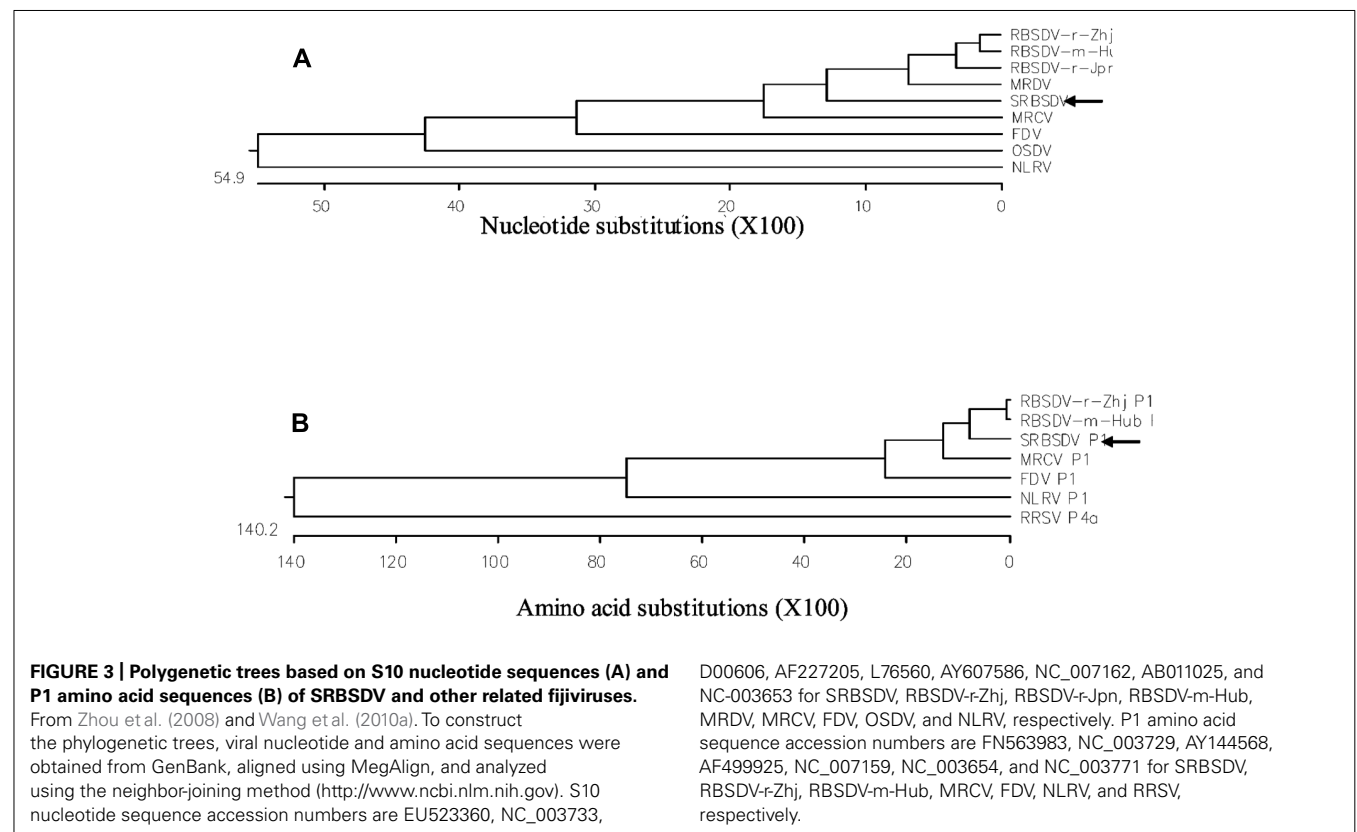 A
RBSDV-r-Zhj
RBSDV-m-Hu
RBSDV-r-Jpn
MRDV
SRBSDV
MRCV
FDV
OSDV
NLRV
54.9
50 40 30 20 10 0
Nucleotide substitutions (X100)
B
RBSDV-r-Zhj P1
RBSDV-m-Hub
SRBSDV P1
MRCV P1
FDV P1
NLRV P1
RRSV P4a
140.2
140 120 100 80 60 40 20 0
Amino acid substitutions (X100)
FIGURE 3 | Polygenetic trees based on S10 nucleotide sequences (A) and
P1 amino acid sequences (B) of SRBSDV and other related fijiviruses.
From Zhou et al. (2008) and Wang et al. (2010a). To construct
the phylogenetic trees, viral nucleotide and amino acid sequences were
obtained from GenBank, aligned using MegAlign, and analyzed
using the neighbor-joining method (http://www.ncbi.nlm.nih.gov). S10
nucleotide sequence accession numbers are EU523360, NC_003733,
D00606, AF227205, L76560, AY607586, NC_007162, AB011025, and
NC-003653 for SRBSDV, RBSDV-r-Zhj, RBSDV-r-Jpn, RBSDV-m-Hub,
MRDV, MRCV, FDV, OSDV, and NLRV, respectively. P1 amino acid
sequence accession numbers are FN563983, NC_003729, AY144568,
AF499925, NC_007159, NC_003654, and NC_003771 for SRBSDV,
RBSDV-r-Zhj, RBSDV-m-Hub, MRCV, FDV, NLRV, and RRSV,
respectively.